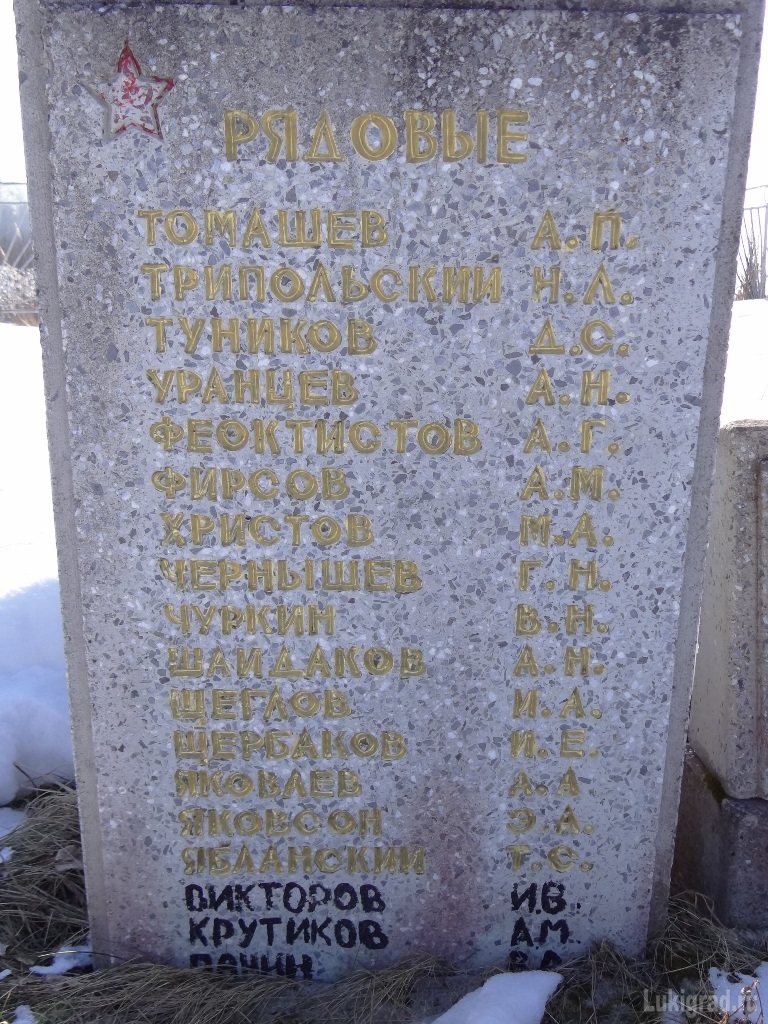 РЯДОВЫЕ
ТОМАШЕВ А.П.
ТРИПОЛЬСКИЙ Н.Л.
ТУНИКОВ Д.С.
УРАНЦЕВ А.Н.
ФЕОКТИСТОВ А.Г.
ФИРСОВ А.М.
ХРИСТОВ М.А.
ЧЕРНЫШЕВ Г.Н.
ЧУРКИН В.Н.
ШАЙДАКОВ А.Н.
ЩЕГЛОВ И.А.
ЩЕРБАКОВ И.Е.
ЯКОВЛЕВ А.А
ЯКОВСОН Э.А.
ЯБЛАНСКИЙ Т.С.
ВИКТОРОВ И.В.
КРУТИКОВ А.М.
Lukigrad.ru